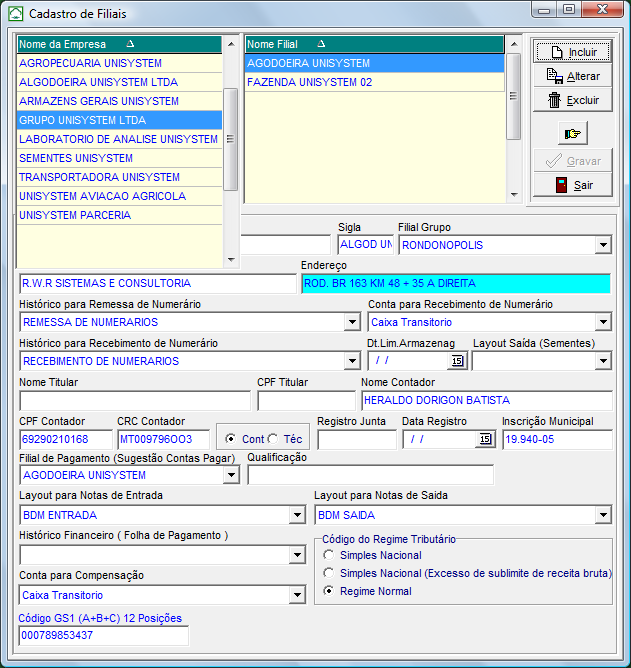 Cadastro de Filiais
Nome da Empresa
AGROPECUARIA UNISYSTEM
ALGODOEIRA UNISYSTEM LTDA
ARMAZENS GERAIS UNISYSTEM
GRUPO UNISYSTEM LTDA
LABORATORIO DE ANALISE UNISYSTEM
SEMENTES UNISYSTEM
TRANSPORTADORA UNISYSTEM
UNISYSTEM AVIACAO AGRICOLA
UNISYSTEM PARCERIA
Nome Filial
AGODOEIRA UNISYSTEM
FAZENDA UNISYSTEM 02
Incluir
Alterar
Excluir
Gravar
Sair
Sigla Filial Grupo
ALGOD UN RONDONOPOLIS
Endereço
R.W.R SISTEMAS E CONSULTORIA ROD. BR 163 KM 48 + 35 A DIREITA
Histórico para Remessa de Numerário Conta para Recebimento de Numerário
REMESSA DE NUMERARIOS Caixa Transitorio
Histórico para Recebimento de Numerário Dt.Lim.Armazenag Layout Saída (Sementes)
RECEBIMENTO DE NUMERARIOS / / 15
Nome Titular CPF Titular Nome Contador
HERALDO DORIGON BATISTA
CPF Contador CRC Contador Registro Junta Data Registro Inscrição Municipal
69290210168 MT009796OO3 Cont Téc / / 15 19.940-05
Filial de Pagamento (Sugestão Contas Pagar) Qualificação
AGODOEIRA UNISYSTEM
Layout para Notas de Entrada Layout para Notas de Saida
BDM ENTRADA BDM SAIDA
Histórico Financeiro ( Folha de Pagamento ) Código do Regime Tributário
Simples Nacional
Simples Nacional (Excesso de sublimite de receita bruta)
Regime Normal
Conta para Compensação
Caixa Transitorio
Código GS1 (A+B+C) 12 Posições
000789853437